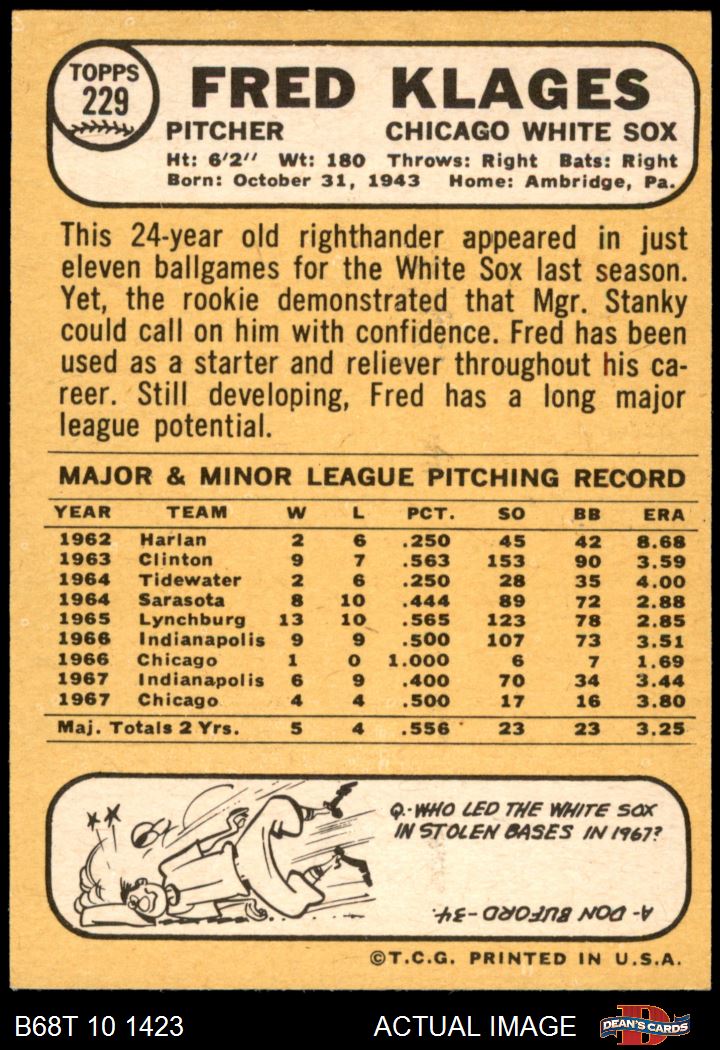 TOPPS
229
FRED KLAGES
PITCHER CHICAGO WHITE SOX
Ht: 6'2" Wt: 180 Throws: Right Bats: Right
Born: October 31, 1943 Home: Ambridge, Pa.
This 24-year old righthander appeared in just
eleven ballgames for the White Sox last season.
Yet, the rookie demonstrated that Mgr. Stanky
could call on him with confidence. Fred has been
used as a starter and reliever throughout his ca-
reer. Still developing, Fred has a long major
league potential.
MAJOR & MINOR LEAGUE PITCHING RECORD
YEAR TEAM W L PCT. SO BB ERA
1962 Harlan 2 6 .250 45 42 8.68
1963 Clinton 9 7 .563 153 90 3.59
1964 Tidewater 2 6 .250 28 35 4.00
1964 Sarasota 8 10 .444 89 72 2.88
1965 Lynchburg 13 10 .565 123 78 2.85
1966 Indianapolis 9 9 .500 107 73 3.51
1966 Chicago 1 0 1.000 6 7 1.69
1967 Indianapolis 6 9 .400 70 34 3.44
1967 Chicago 4 4 .500 17 16 3.80
Maj. Totals 2 Yrs. 5 4 .556 23 23 3.25
Q-WHO LED THE WHITE SOX
IN STOLEN BASES IN 1967?
A-DON BUFORD-34.
©T.C.G. PRINTED IN U.S.A.
B68T 10 1423 ACTUAL IMAGE D DEAN'S CARDS